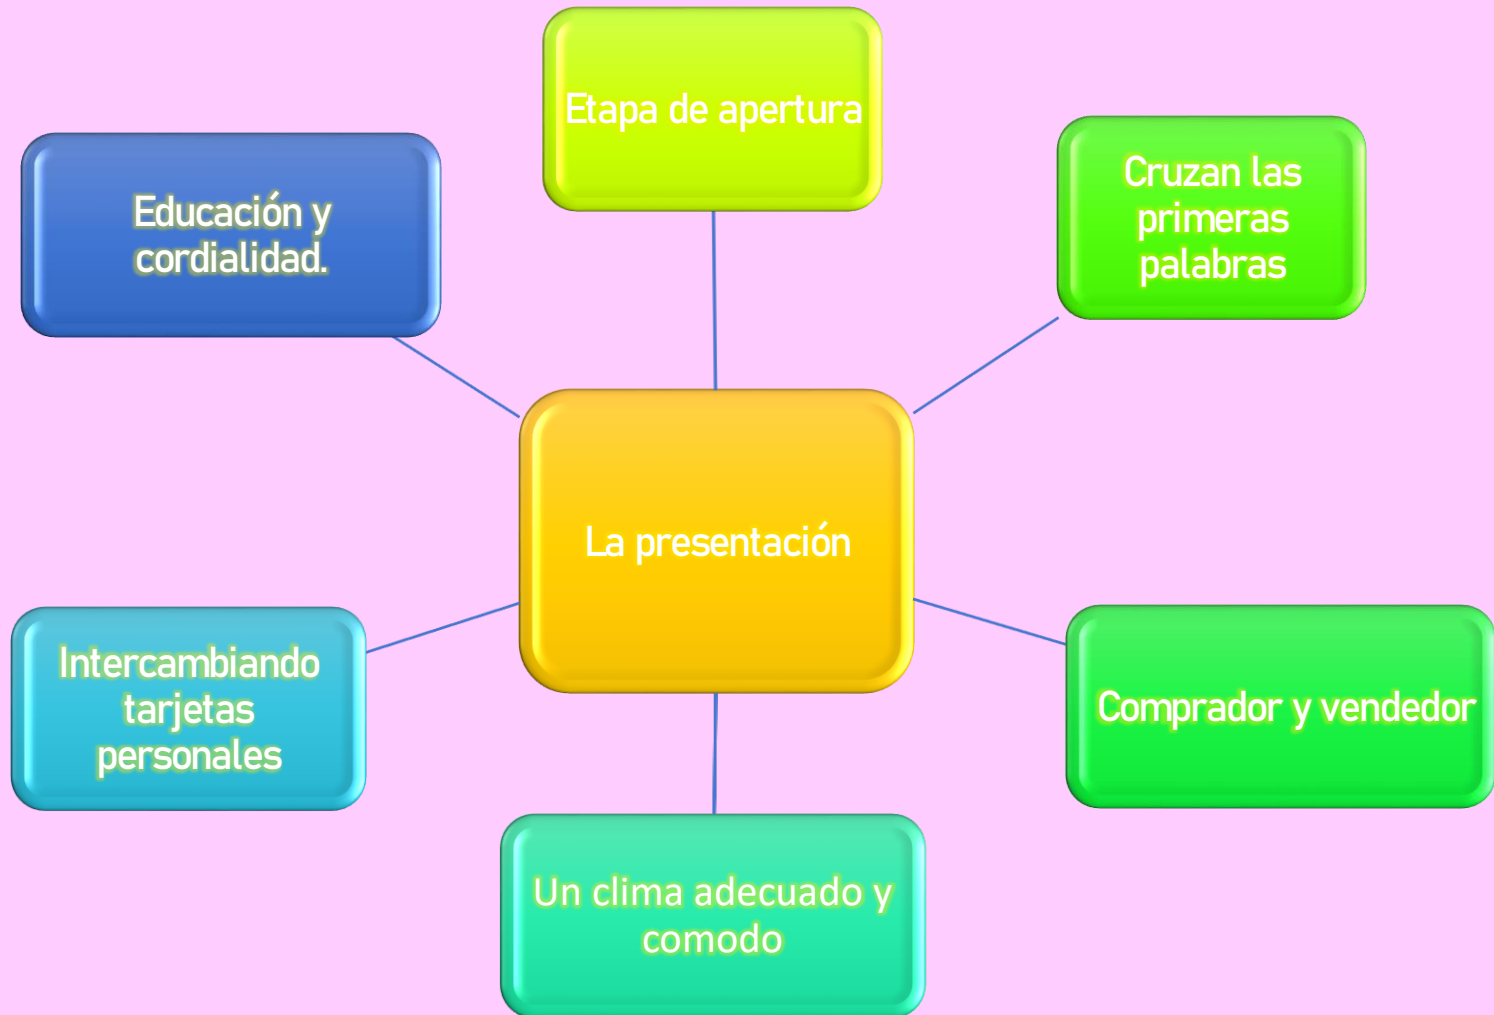 Etapa de apertura
Cruzan las
primeras
palabras
Educación y
cordialidad.
La presentación
Intercambiando
tarjetas
personales
Comprador y vendedor
Un clima adecuado y
comodo